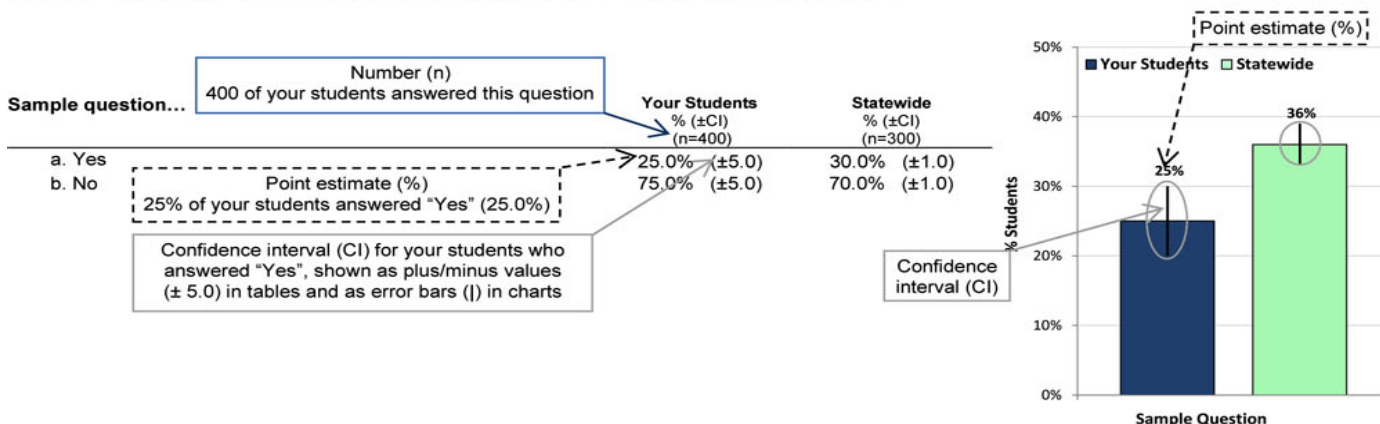 Number (n)
400 of your students answered this question
Sample question…
Your Students
% (±CI)
(n=400)
Statewide
% (±CI)
(n=300)
a. Yes 25.0% (±5.0) 30.0% (±1.0)
b. No 75.0% (±5.0) 70.0% (±1.0)
Point estimate (%)
25% of your students answered “Yes” (25.0%)
Confidence interval (CI) for your students who
answered “Yes”, shown as plus/minus values
(± 5.0) in tables and as error bars (|) in charts
Point estimate (%)
50%
Your Students Statewide
40%
36%
30%
25%
20%
10%
0%
% Students
Confidence
interval (CI)
Sample Question